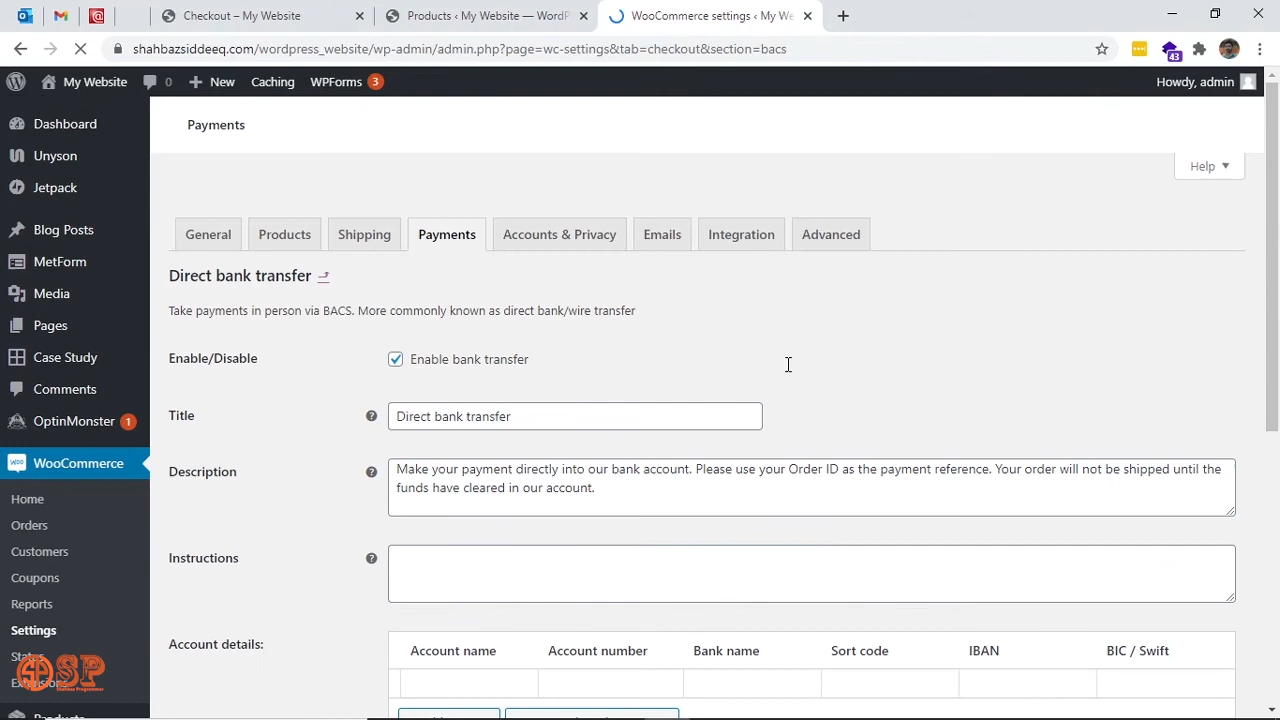 Checkout – My Website
Products ‹ My Website — WordP
WooCommerce settings ‹ My We
shahbazsiddeeq.com/wordpress_website/wp-admin/admin.php?page=wc-settings&tab=checkout&section=bacs
43
My Website
0
New
Caching
WPForms 3
Howdy, admin
Dashboard
Unyson
Jetpack
Blog Posts
MetForm
Media
Pages
Case Study
Comments
OptinMonster 1
WooCommerce
Home
Orders
Customers
Coupons
Reports
Settings
SP
Shahbaz Programmer
Products
Payments
Help
General
Products
Shipping
Payments
Accounts & Privacy
Emails
Integration
Advanced
Direct bank transfer
Take payments in person via BACS. More commonly known as direct bank/wire transfer
Enable/Disable
Enable bank transfer
Title
Direct bank transfer
Description
Make your payment directly into our bank account. Please use your Order ID as the payment reference. Your order will not be shipped until the
funds have cleared in our account.
Instructions
Account details:
Account name
Account number
Bank name
Sort code
IBAN
BIC / Swift